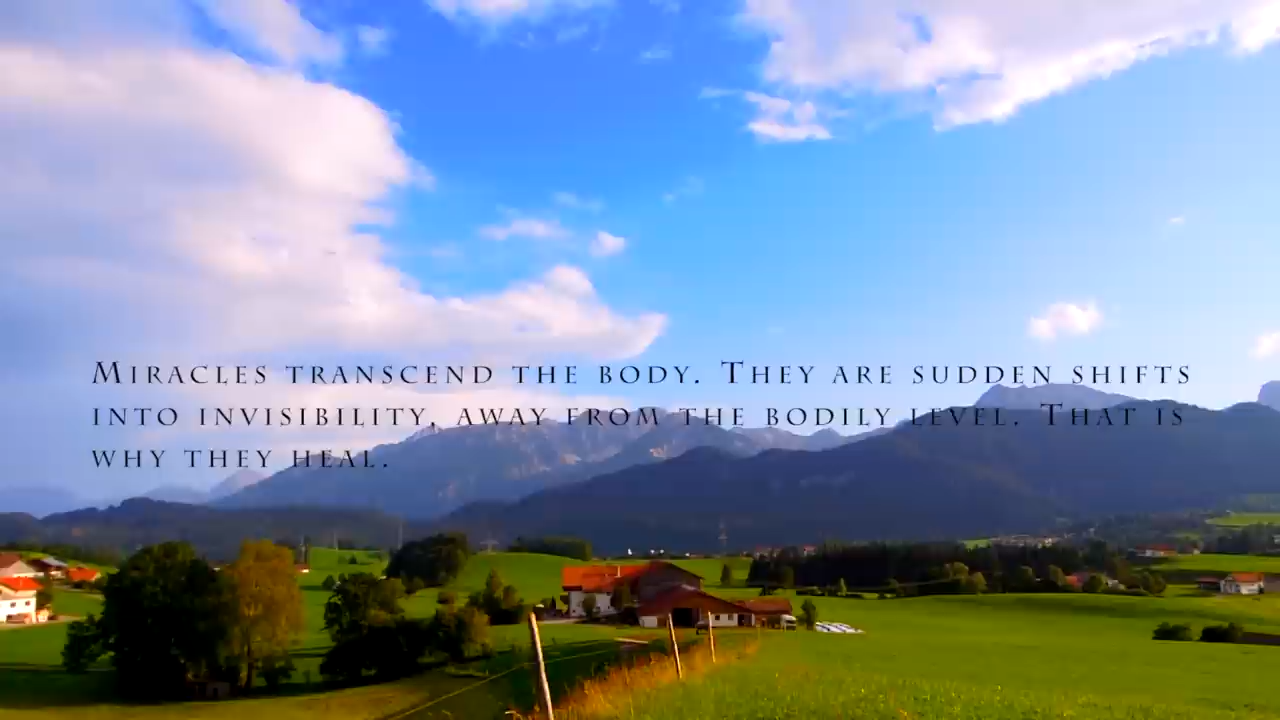 Miracles transcend the body. They are sudden shifts
into invisibility, away from the bodily level. That is
why they heal.